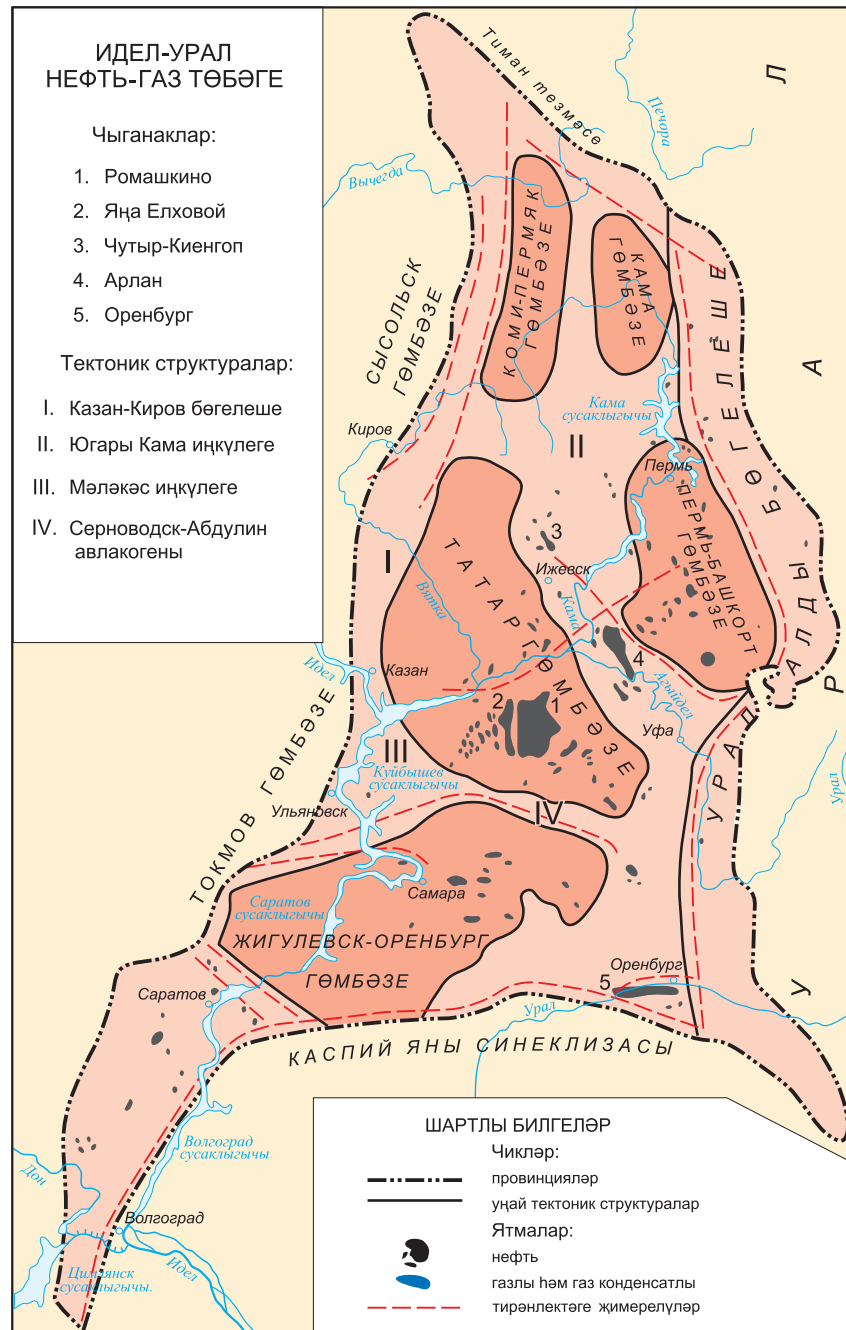 ИДЕЛ-УРАЛ
НЕФТЬ-ГАЗ ТӨБӘГЕ
Чыганаклар:
1. Ромашкино
2. Яңа Елховой
3. Чутыр-Киенгоп
4. Арлан
5. Оренбург
Тектоник структуралар:
I. Казан-Киров бөгелеше
II. Югары Кама иңкүлеге
III. Мәләкәс иңкүлеге
IV. Серноводск-Абдулин
авлакогены
Тиман тезмәсе
Печора
Вычегда
КОМИ-ПЕРМЯК
ГӨМБӘЗЕ
КАМА
ГӨМБӘЗЕ
СЫСОЛЬСК
ГӨМБӘЗЕ
УРАЛ АЛДЫ БӨГЕЛЕШЕ
УРАЛ
Киров
Кама
сусаклыгычы
II
Пермь
ПЕРМЬ-БАШКОРТ
ГӨМБӘЗЕ
3
Ижевск
I
ТАТАР ГӨМБӘЗЕ
Вятка
Кама
4
Агыйдел
Идел
Казан
2
1
Уфа
III
Куйбышев
сусаклыгычы
Урал
Ульяновск
IV
ТОКМОВ ГӨМБӘЗЕ
Самара
Саратов
сусаклыгычы
ЖИГУЛЕВСК-ОРЕНБУРГ
ГӨМБӘЗЕ
Оренбург
5
Саратов
Урал
КАСПИЙ ЯНЫ СИНЕКЛИЗАСЫ
Волгоград
сусаклыгычы
Дон
Волгоград
Идел
Цимлянск
сусаклыгычы.
ШАРТЛЫ БИЛГЕЛӘР
Чикләр:
провинцияләр
уңай тектоник структуралар
Ятмалар:
нефть
газлы һәм газ конденсатлы
тирәнлектәге җимерелүләр